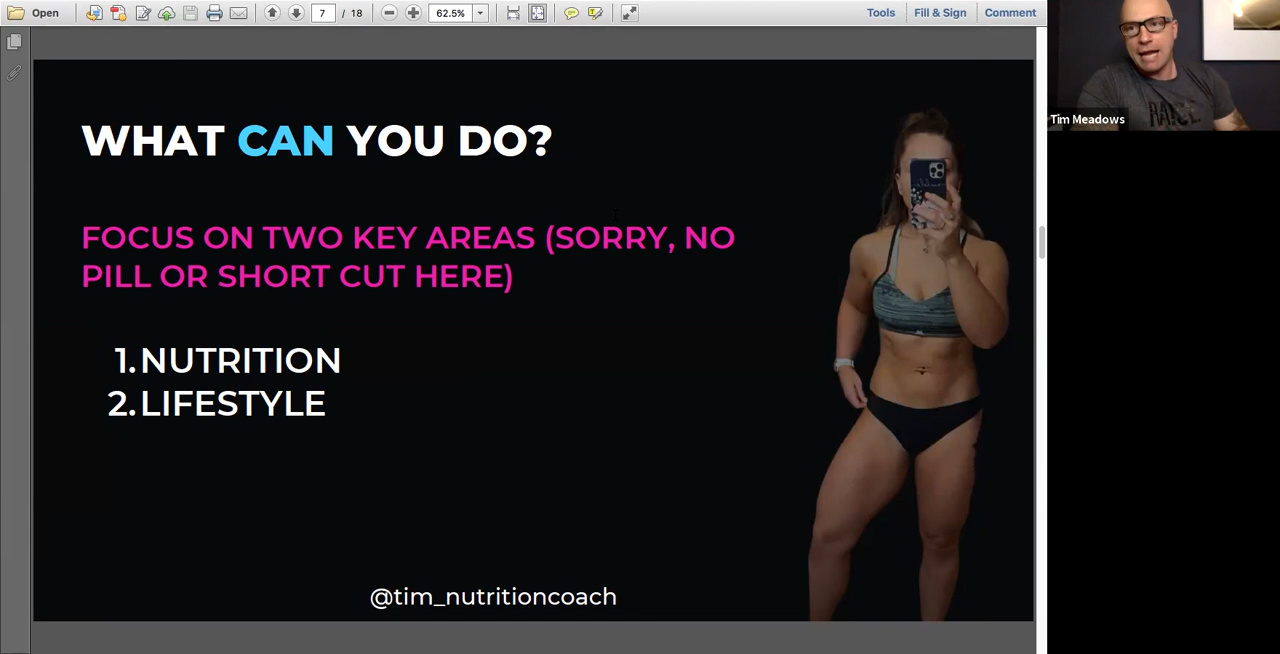 Open
7 / 18
62.5%
Tools
Fill & Sign
Comment
WHAT CAN YOU DO?
FOCUS ON TWO KEY AREAS (SORRY, NO
PILL OR SHORT CUT HERE)
1. NUTRITION
2. LIFESTYLE
@tim_nutritioncoach
Tim Meadows